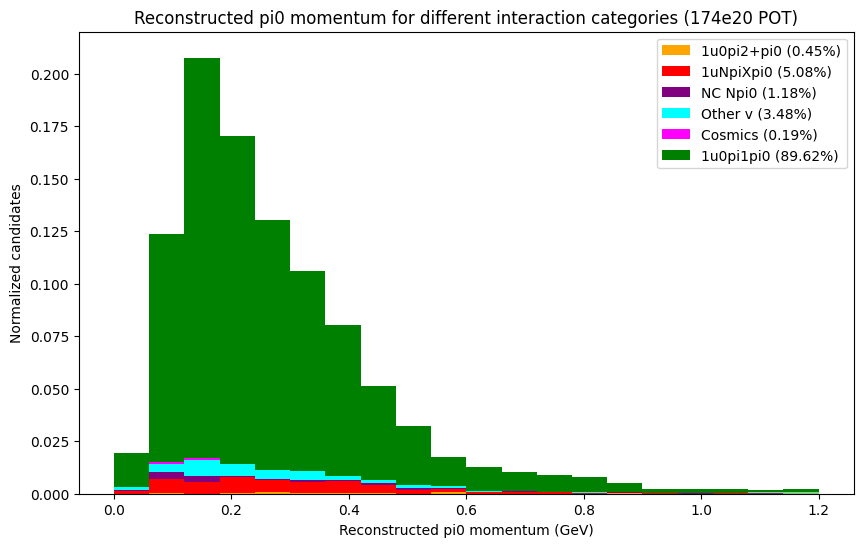 Reconstructed pi0 momentum for different interaction categories (174e20 POT)
1u0pi2+pi0 (0.45%)
1uNpiXpi0 (5.08%)
NC Npi0 (1.18%)
Other v (3.48%)
Cosmics (0.19%)
1u0pi1pi0 (89.62%)
Normalized candidates
0.200
0.175
0.150
0.125
0.100
0.075
0.050
0.025
0.000
0.0 0.2 0.4 0.6 0.8 1.0 1.2
Reconstructed pi0 momentum (GeV)